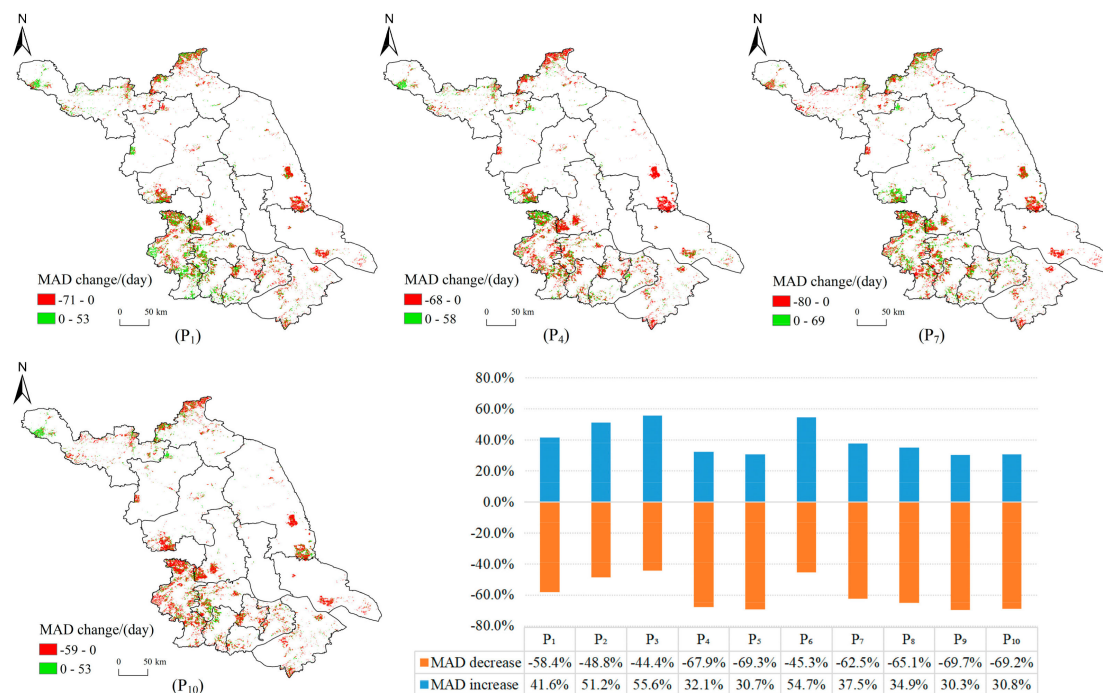 N
MAD change/(day)
-71 - 0
0 - 53
0 50 km
(P1)
N
MAD change/(day)
-68 - 0
0 - 58
0 50 km
(P4)
N
MAD change/(day)
-80 - 0
0 - 69
0 50 km
(P7)
N
MAD change/(day)
-59 - 0
0 - 53
0 50 km
(P10)
80.0%
60.0%
40.0%
20.0%
0.0%
-20.0%
-40.0%
-60.0%
-80.0%
P1 P2 P3 P4 P5 P6 P7 P8 P9 P10
MAD decrease -58.4% -48.8% -44.4% -67.9% -69.3% -45.3% -62.5% -65.1% -69.7% -69.2%
MAD increase 41.6% 51.2% 55.6% 32.1% 30.7% 54.7% 37.5% 34.9% 30.3% 30.8%